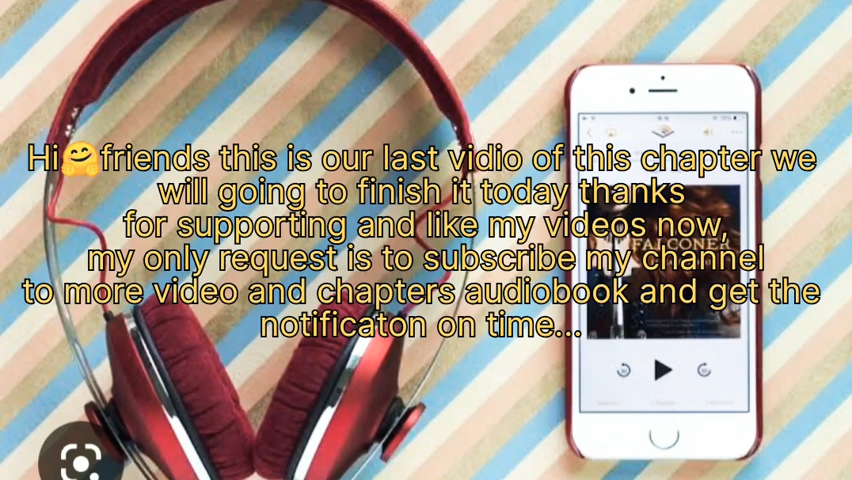 Hi🤗friends this is our last vidio of this chapter we
will going to finish it today thanks
for supporting and like my videos now,
my only request is to subscribe my channel
to more video and chapters audiobook and get the
notificaton on time...
FALCONER